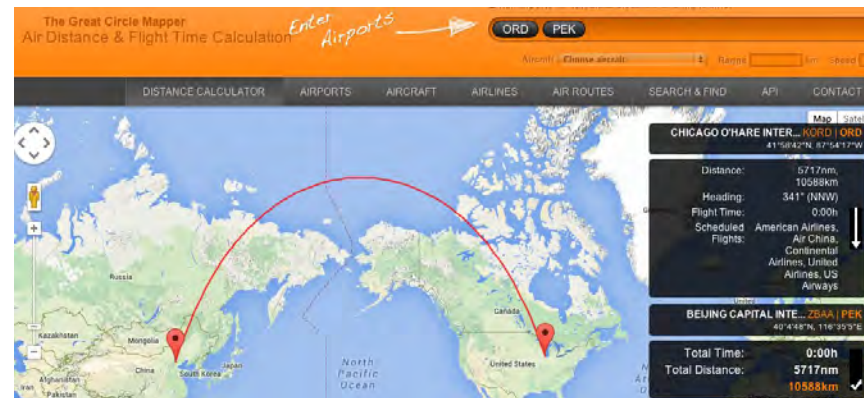 The Great Circle Mapper
Air Distance & Flight Time Calculation
Enter
Airports
ORD PEK
Aircraft: Choose aircraft Range km Speed
DISTANCE CALCULATOR AIRPORTS AIRCRAFT AIRLINES AIR ROUTES SEARCH & FIND API CONTACT
Map Satel
CHICAGO O'HARE INTER... KORD | ORD
41°58'42"N, 87°54'17"W
Distance: 5717nm,
10588km
Heading: 341° (NNW)
Flight Time: 0:00h
Scheduled American Airlines,
Flights: Air China,
Continental
Airlines, United
Airlines, US
Airways
BEIJING CAPITAL INTE... ZBAA | PEK
40°4'48"N, 116°35'5"E
Total Time: 0:00h
Total Distance: 5717nm
10588km
Russia
Canada
Kazakhstan
Mongolia
China
South Korea
Japan
North
Pacific
Ocean
United States
Afghanistan
Iran
Pakistan